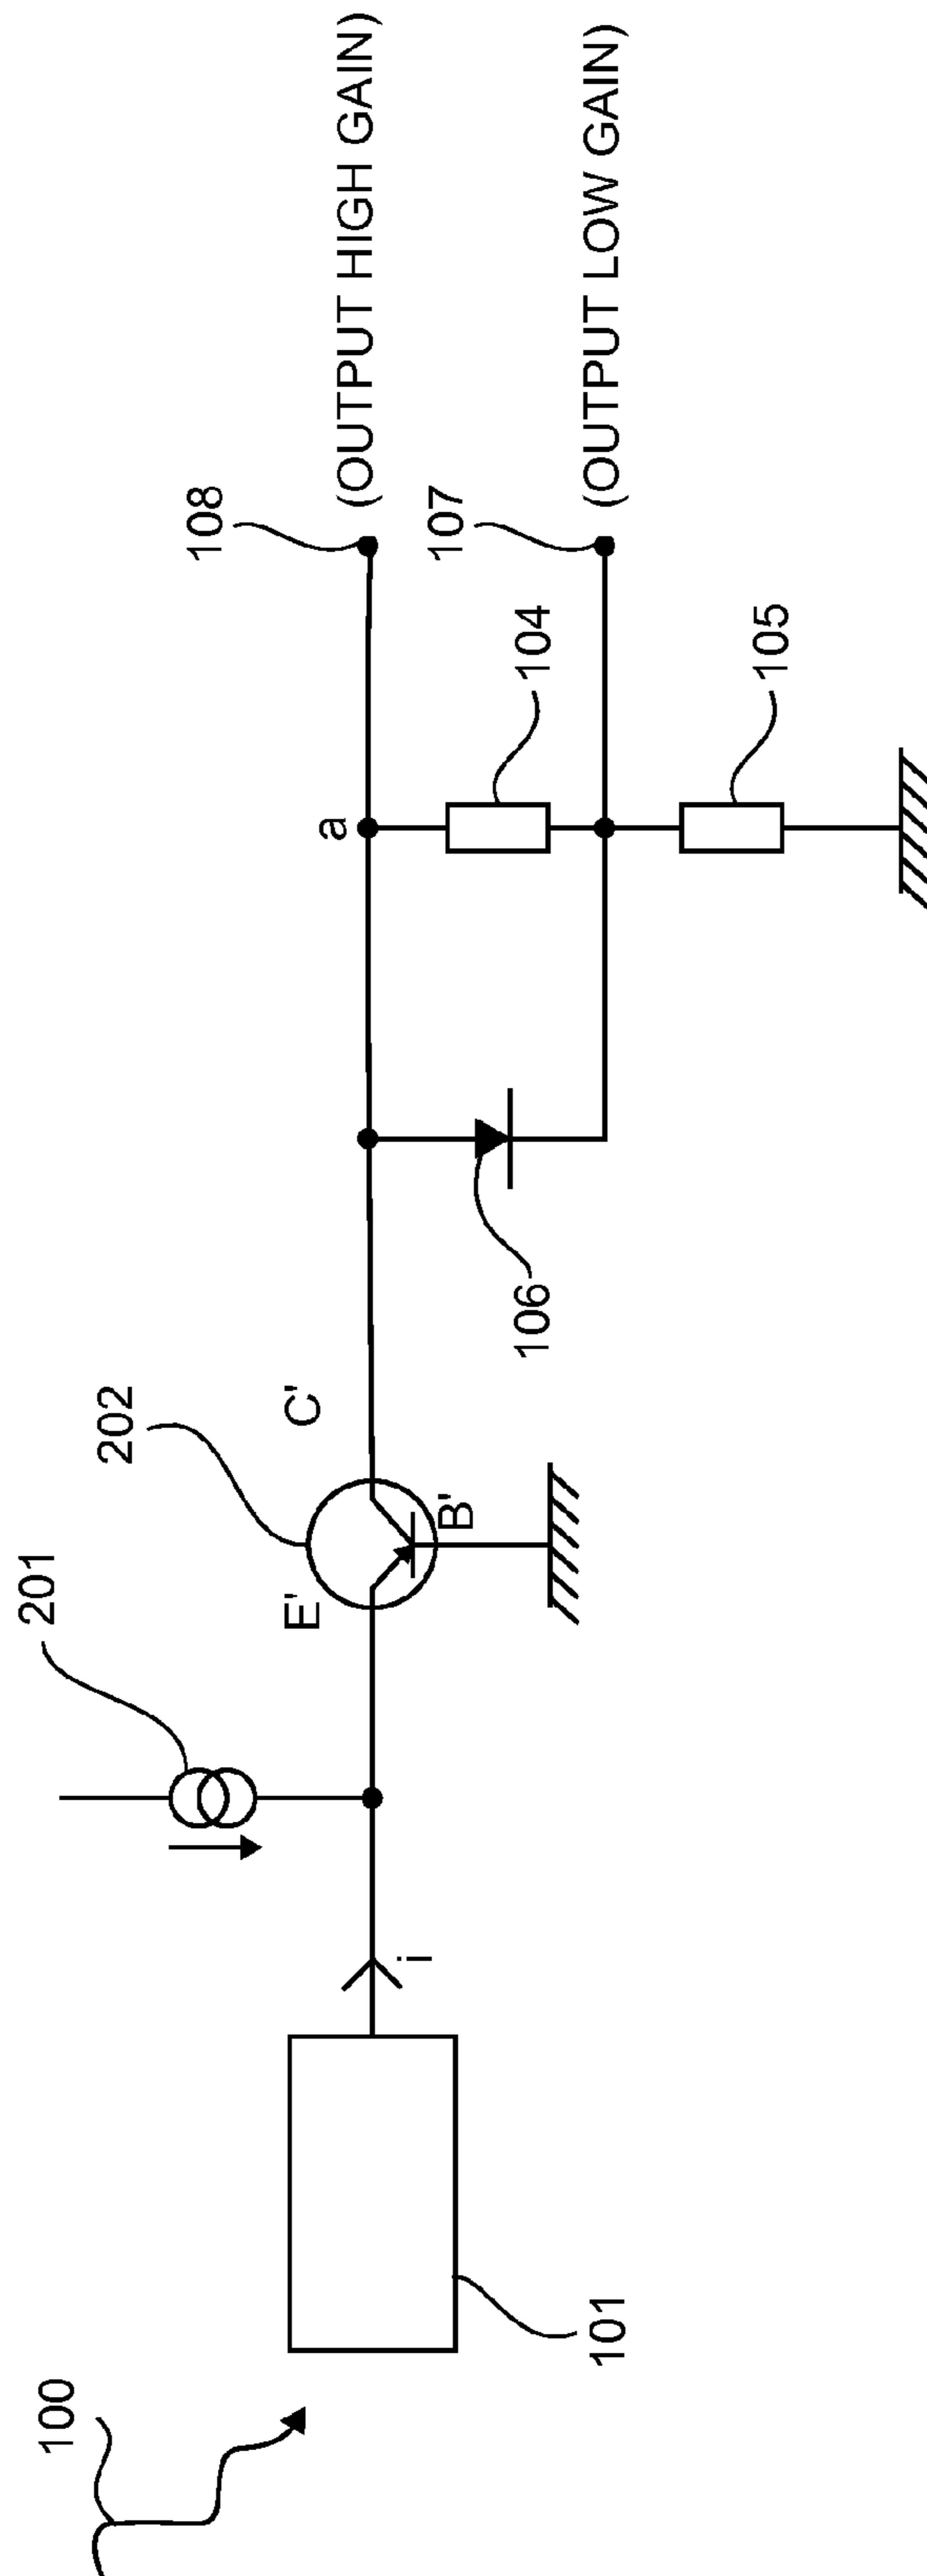 100
101
i
201
E'
202
B'
C'
106
a
104
105
108
(OUTPUT HIGH GAIN)
107
(OUTPUT LOW GAIN)